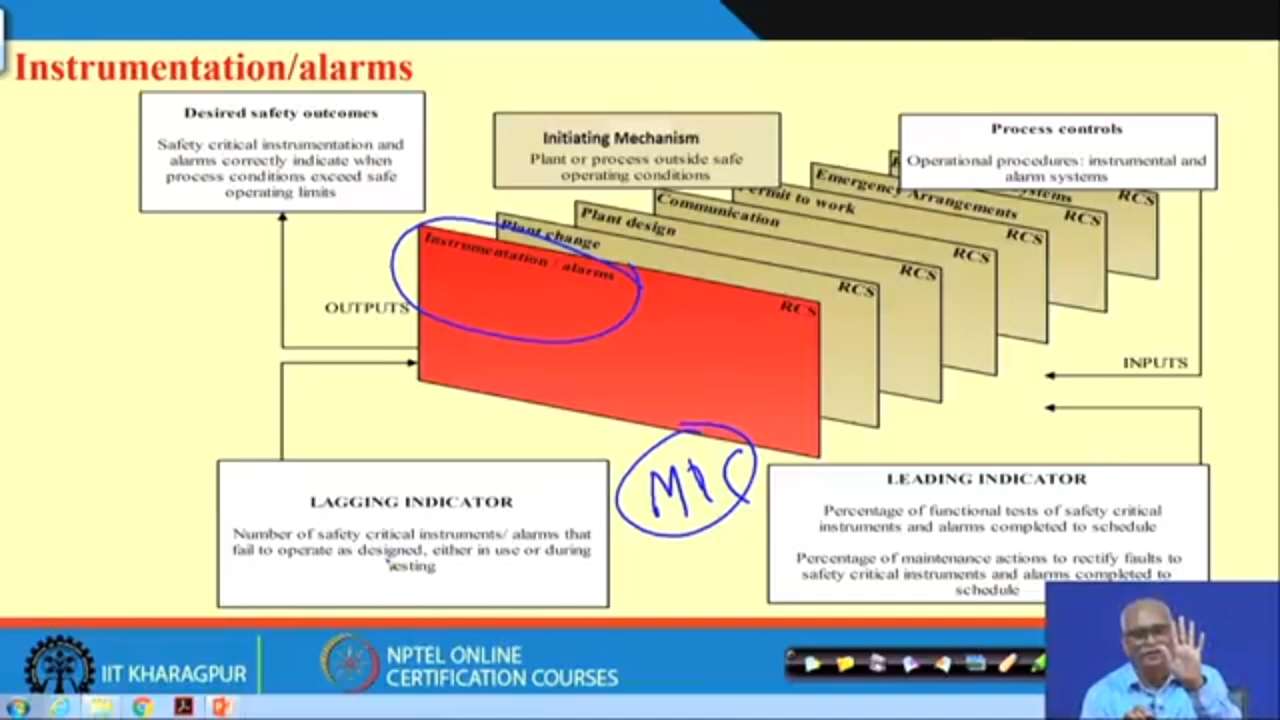 Instrumentation/alarms
Desired safety outcomes
Safety critical instrumentation and
alarms correctly indicate when
process conditions exceed safe
operating limits
Initiating Mechanism
Plant or process outside safe
operating conditions
Process controls
Operational procedures: instrumental and
alarm systems
systems RCS
Emergency Arrangements RCS
Permit to work RCS
Communication RCS
Plant design RCS
Plant change RCS
Instrumentation / alarms RCS
OUTPUTS
INPUTS
LAGGING INDICATOR
Number of safety critical instruments/ alarms that
fail to operate as designed, either in use or during
testing
LEADING INDICATOR
Percentage of functional tests of safety critical
instruments and alarms completed to schedule
Percentage of maintenance actions to rectify faults to
safety critical instruments and alarms completed to
schedule
IIT KHARAGPUR
NPTEL ONLINE
CERTIFICATION COURSES